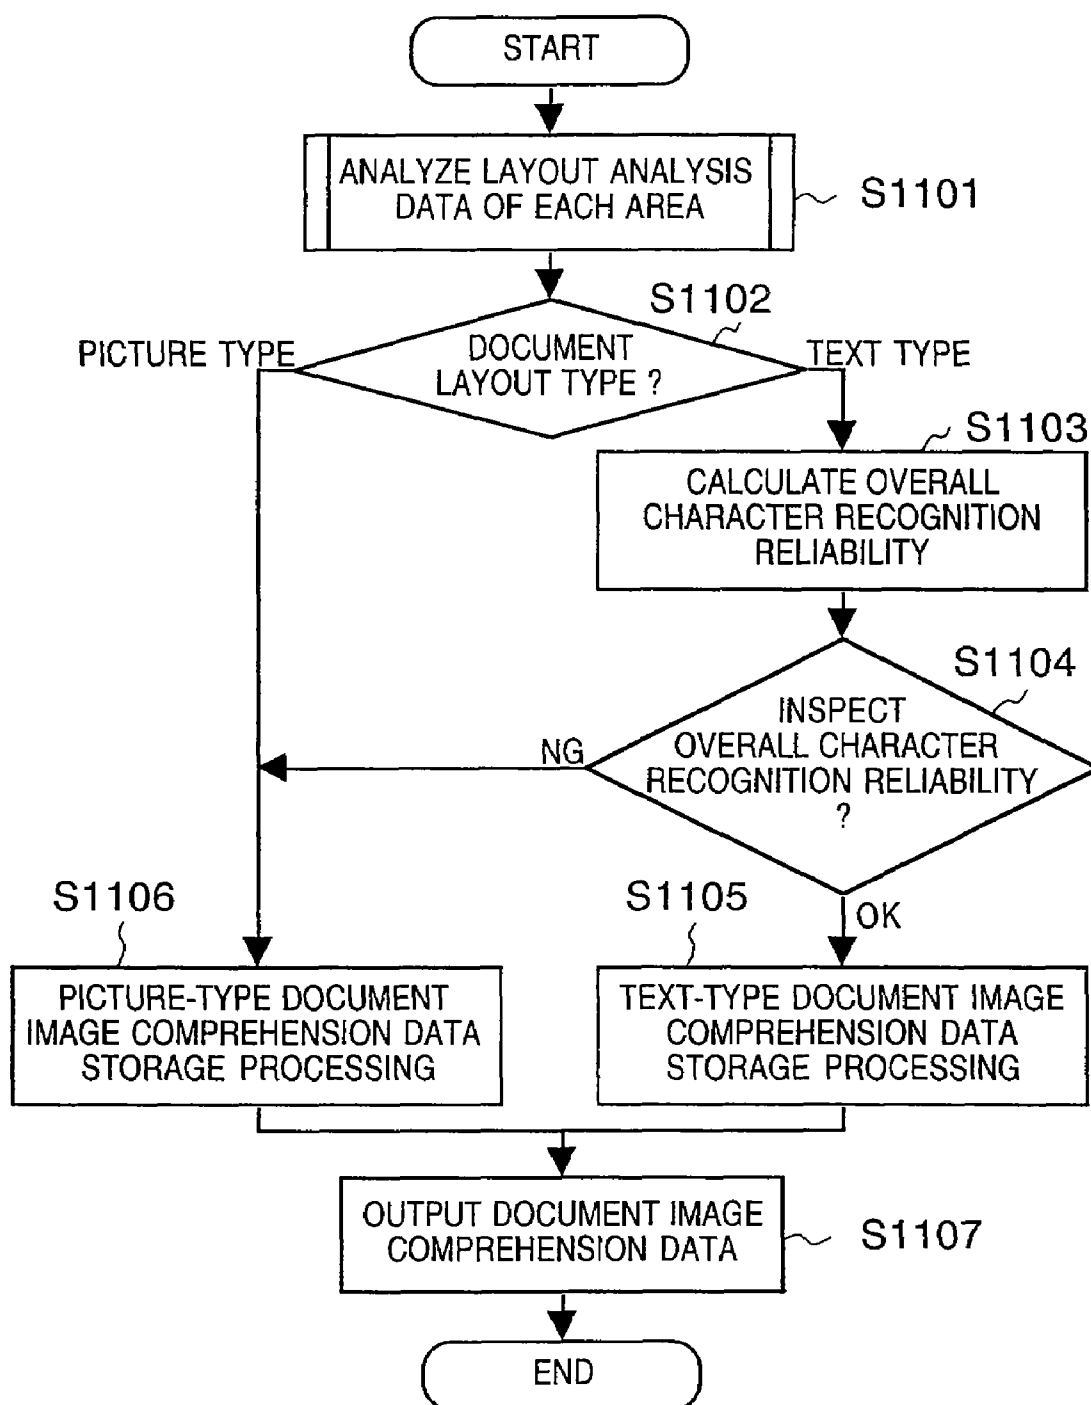 START
ANALYZE LAYOUT ANALYSIS
DATA OF EACH AREA
S1101
S1102
PICTURE TYPE
DOCUMENT
LAYOUT TYPE ?
TEXT TYPE
S1103
CALCULATE OVERALL
CHARACTER RECOGNITION
RELIABILITY
S1104
INSPECT
OVERALL CHARACTER
RECOGNITION RELIABILITY
?
NG
OK
S1106
S1105
PICTURE-TYPE DOCUMENT
IMAGE COMPREHENSION DATA
STORAGE PROCESSING
TEXT-TYPE DOCUMENT IMAGE
COMPREHENSION DATA
STORAGE PROCESSING
OUTPUT DOCUMENT IMAGE
COMPREHENSION DATA
S1107
END